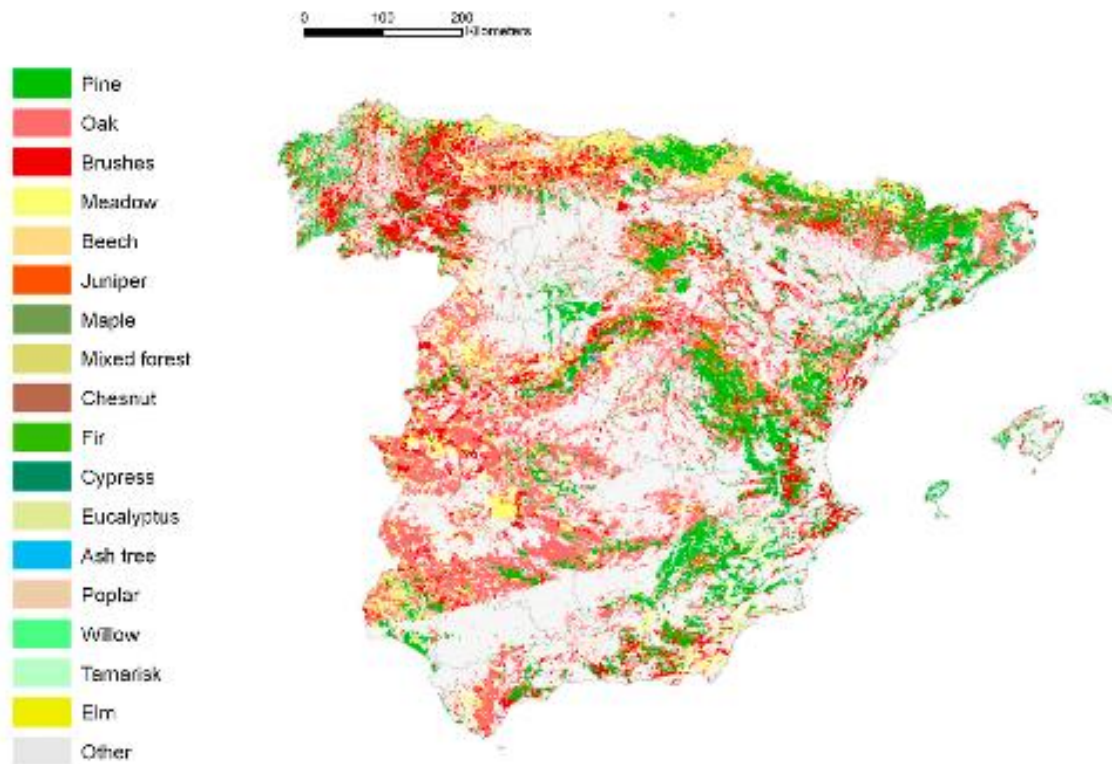 0 100 200
Kilometers
Pine
Oak
Brushes
Meadow
Beech
Juniper
Maple
Mixed forest
Chesnut
Fir
Cypress
Eucalyptus
Ash tree
Poplar
Willow
Tamarisk
Elm
Other